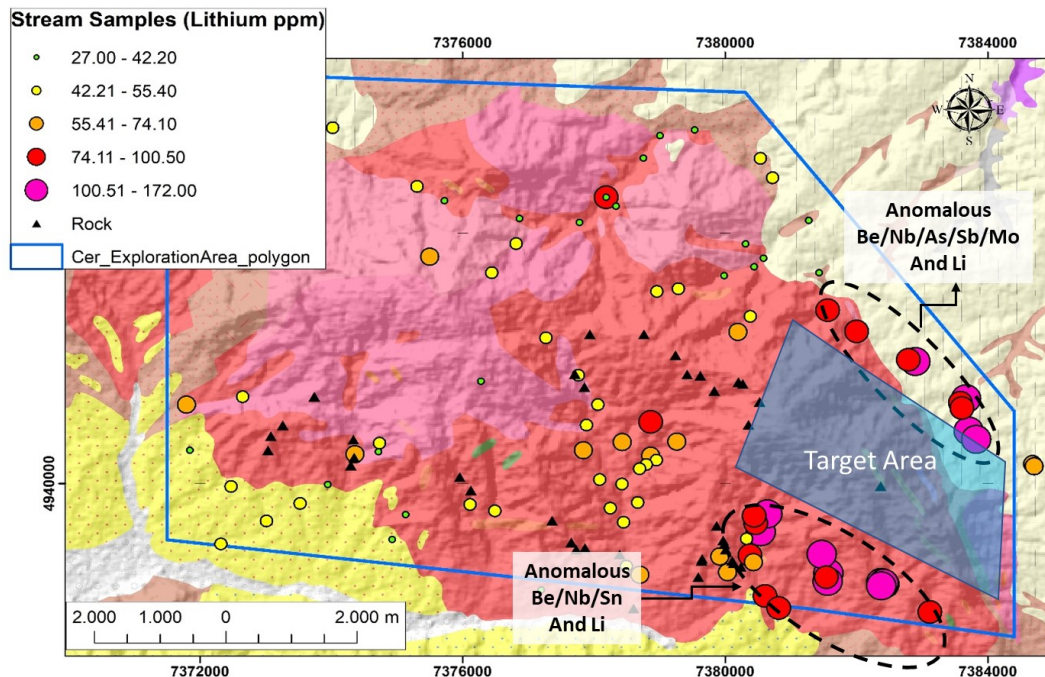 Stream Samples (Lithium ppm)
27.00 - 42.20
42.21 - 55.40
55.41 - 74.10
74.11 - 100.50
100.51 - 172.00
Rock
Cer_ExplorationArea_polygon
7376000
7380000
7384000
N
W
E
S
Anomalous
Be/Nb/As/Sb/Mo
And Li
Target Area
4940000
4940000
Anomalous
Be/Nb/Sn
And Li
2.000
1.000
0
2.000 m
7372000
7376000
7380000
7384000